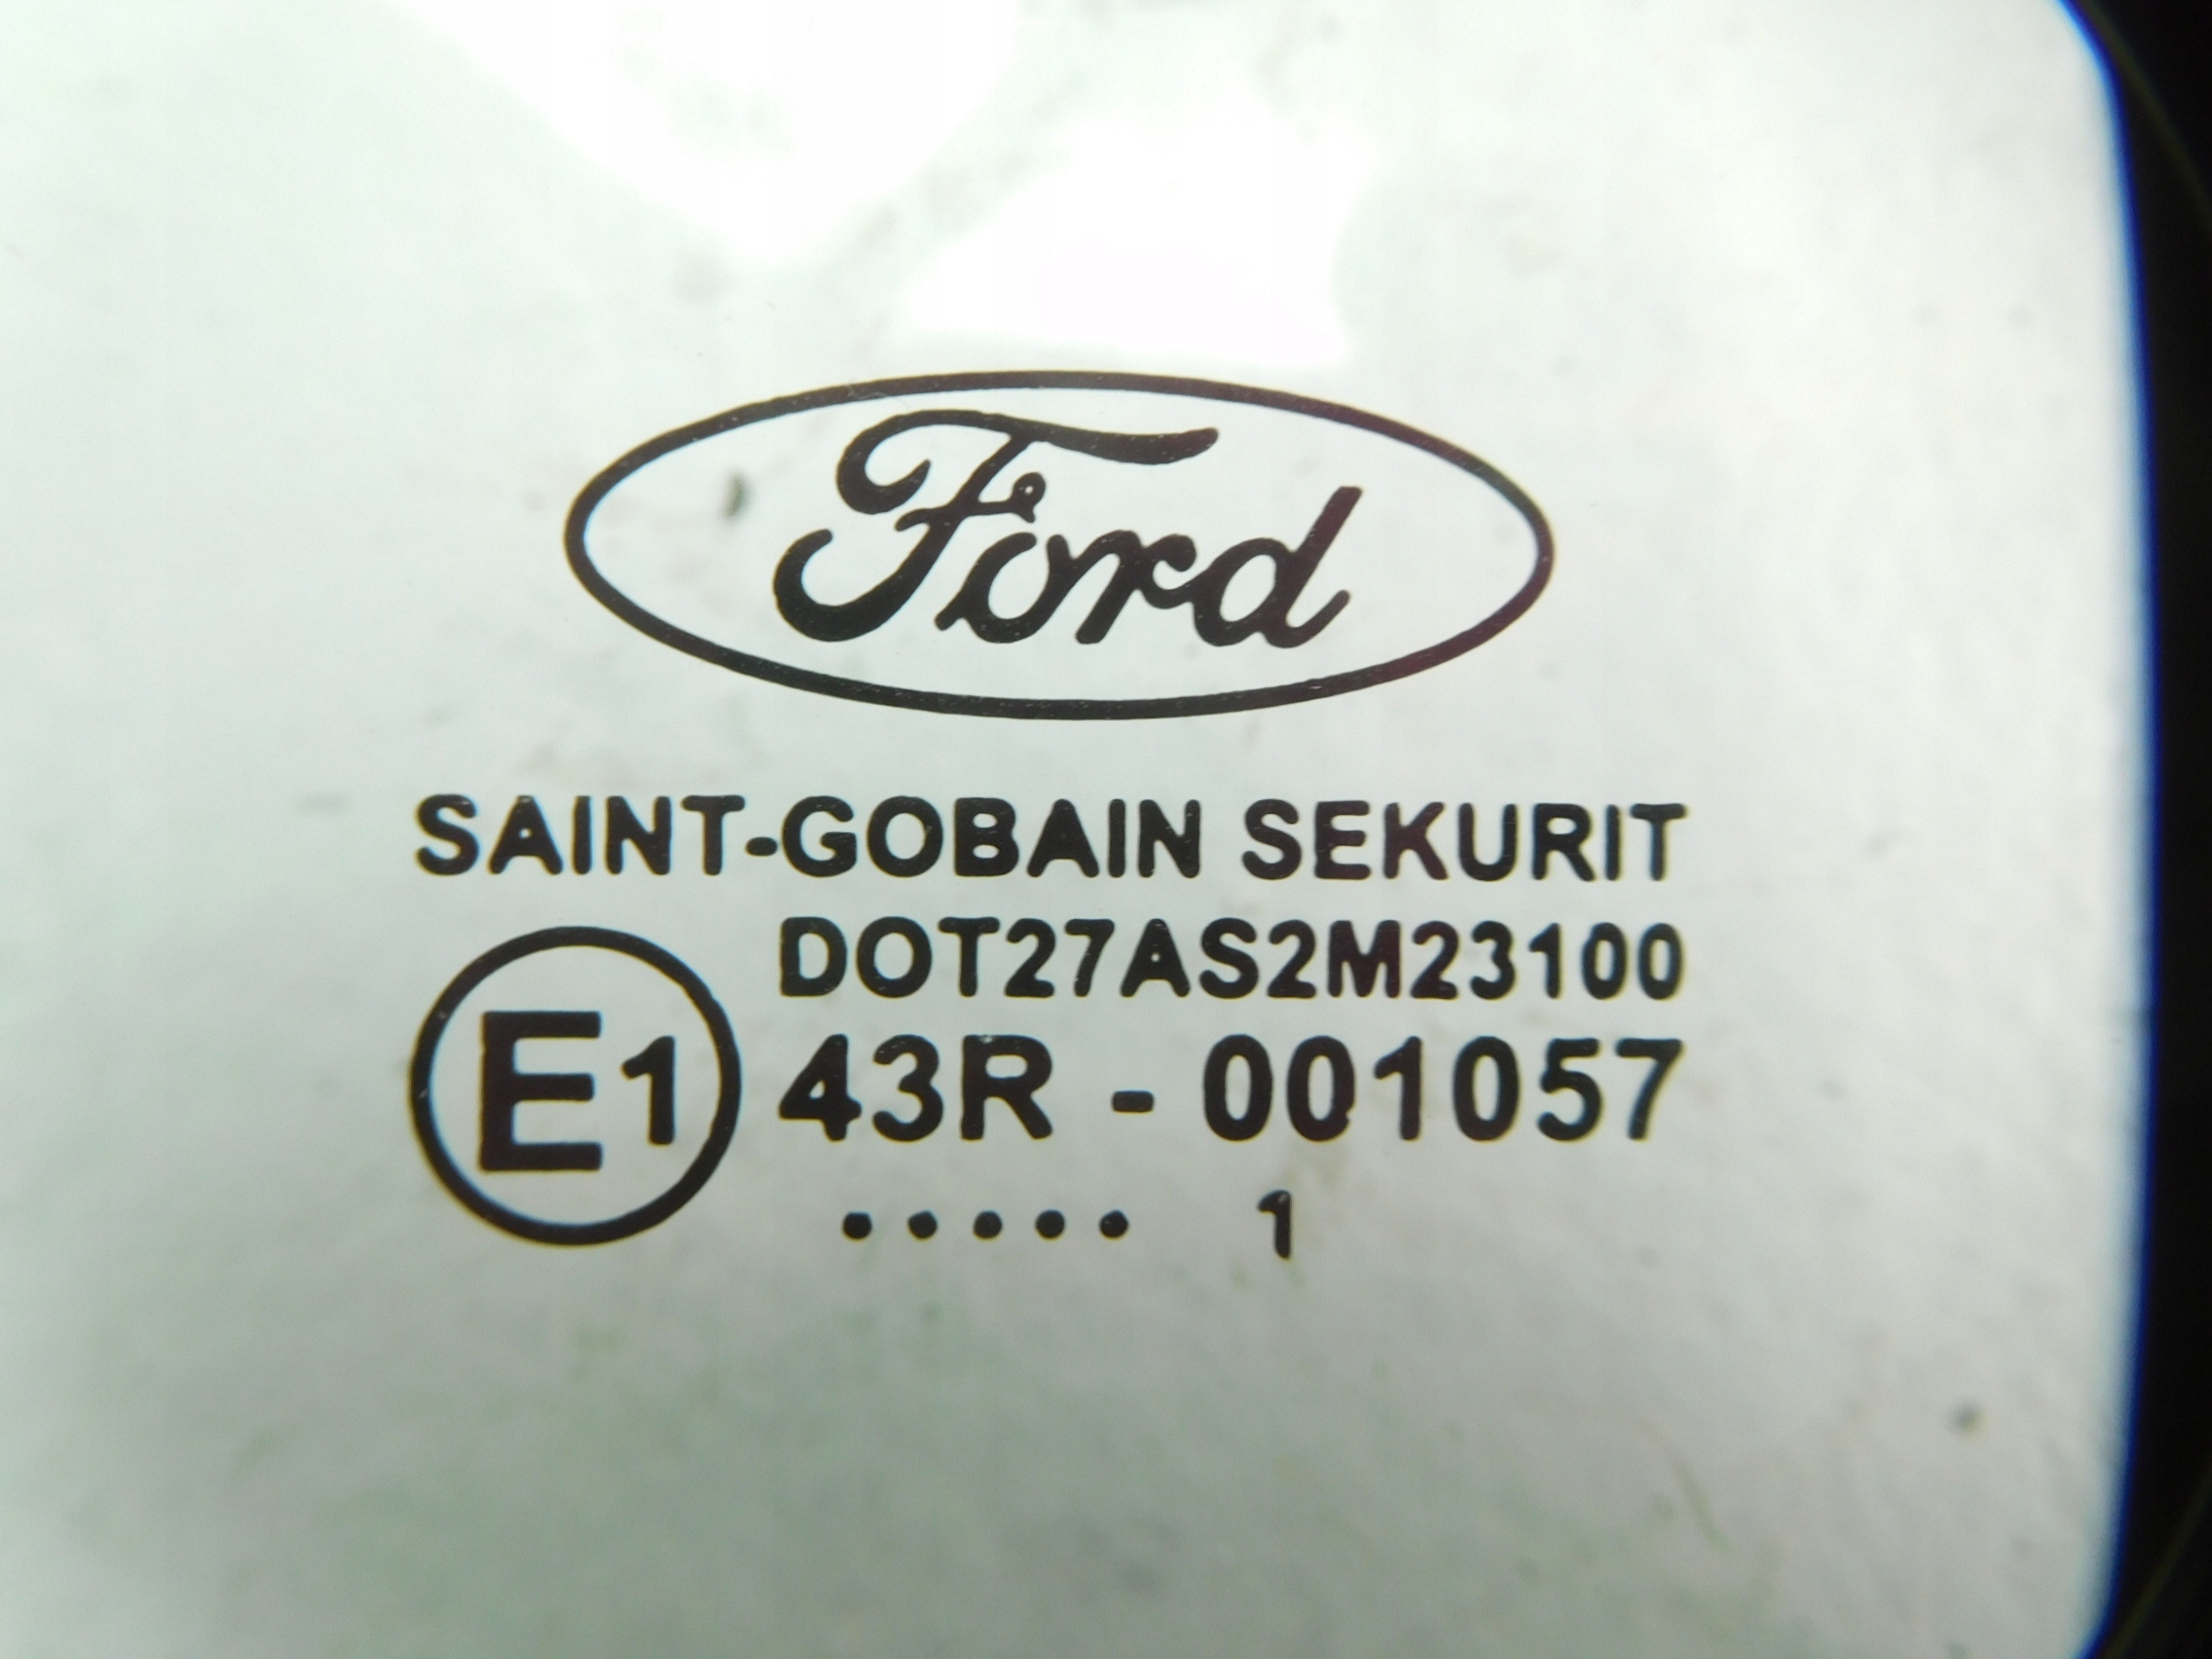 Ford
SAINT-GOBAIN SEKURIT
DOT27AS2M23100
E1 43R - 001057
..... 1